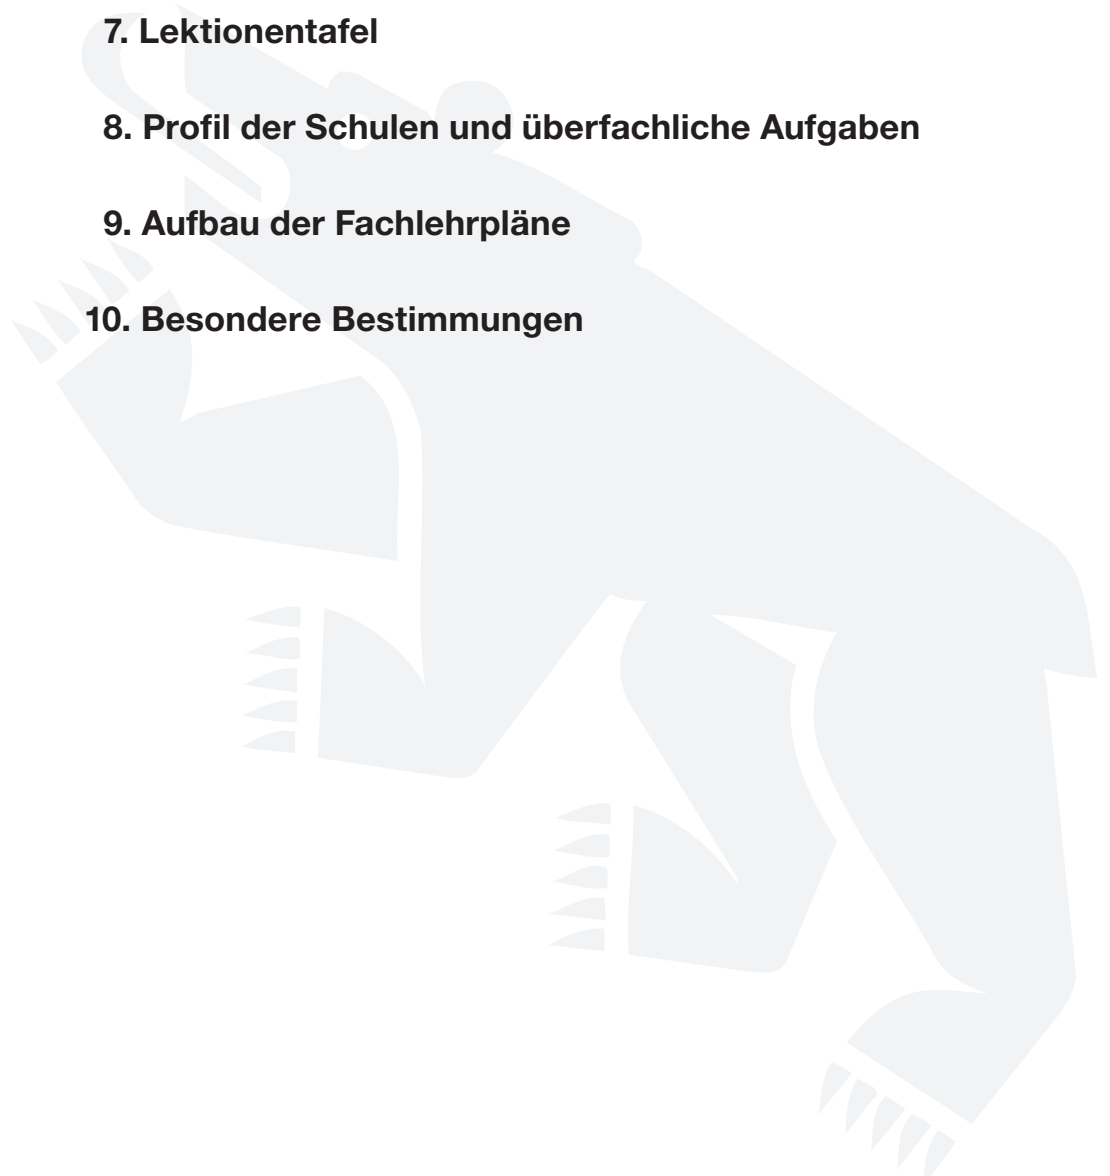 7. Lektionentafel
8. Profil der Schulen und überfachliche Aufgaben
9. Aufbau der Fachlehrpläne
10. Besondere Bestimmungen